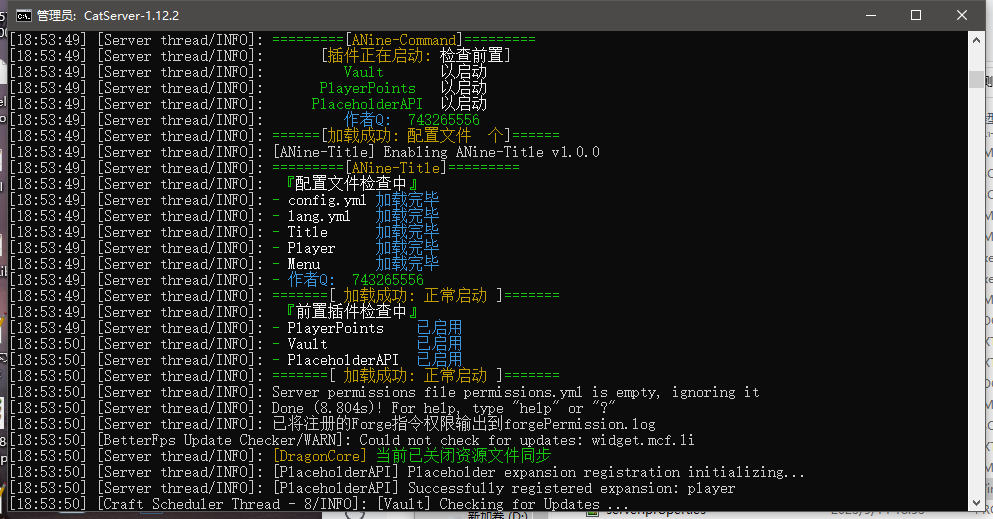 管理员: CatServer-1.12.2
[18:53:49] [Server thread/INFO]: =========[ANine-Command]=========
[18:53:49] [Server thread/INFO]: [插件正在启动: 检查前置]
[18:53:49] [Server thread/INFO]: Vault 以启动
[18:53:49] [Server thread/INFO]: PlayerPoints 以启动
[18:53:49] [Server thread/INFO]: PlaceholderAPI 以启动
[18:53:49] [Server thread/INFO]: 作者Q: 743265556
[18:53:49] [Server thread/INFO]: ======[加载成功: 配置文件 个]======
[18:53:49] [Server thread/INFO]: [ANine-Title] Enabling ANine-Title v1.0.0
[18:53:49] [Server thread/INFO]: =========[ANine-Title]=========
[18:53:49] [Server thread/INFO]: 『配置文件检查中』
[18:53:49] [Server thread/INFO]: - config.yml 加载完毕
[18:53:49] [Server thread/INFO]: - lang.yml 加载完毕
[18:53:49] [Server thread/INFO]: - Title 加载完毕
[18:53:49] [Server thread/INFO]: - Player 加载完毕
[18:53:49] [Server thread/INFO]: - Menu 加载完毕
[18:53:49] [Server thread/INFO]: - 作者Q: 743265556
[18:53:49] [Server thread/INFO]: =======[ 加载成功: 正常启动 ]=======
[18:53:49] [Server thread/INFO]: 『前置插件检查中』
[18:53:50] [Server thread/INFO]: - PlayerPoints 已启用
[18:53:50] [Server thread/INFO]: - Vault 已启用
[18:53:50] [Server thread/INFO]: - PlaceholderAPI 已启用
[18:53:50] [Server thread/INFO]: =======[ 加载成功: 正常启动 ]=======
[18:53:50] [Server thread/INFO]: Server permissions file permissions.yml is empty, ignoring it
[18:53:50] [Server thread/INFO]: Done (8.804s)! For help, type "help" or "?"
[18:53:50] [Server thread/INFO]: 已将注册的Forge指令权限输出到forgePermission.log
[18:53:50] [BetterFps Update Checker/WARN]: Could not check for updates: widget.mcf.li
[18:53:50] [Server thread/INFO]: [DragonCore] 当前已关闭资源文件同步
[18:53:50] [Server thread/INFO]: [PlaceholderAPI] Placeholder expansion registration initializing...
[18:53:50] [Server thread/INFO]: [PlaceholderAPI] Successfully registered expansion: player
[18:53:50] [Craft Scheduler Thread - 8/INFO]: [Vault] Checking for Updates ...